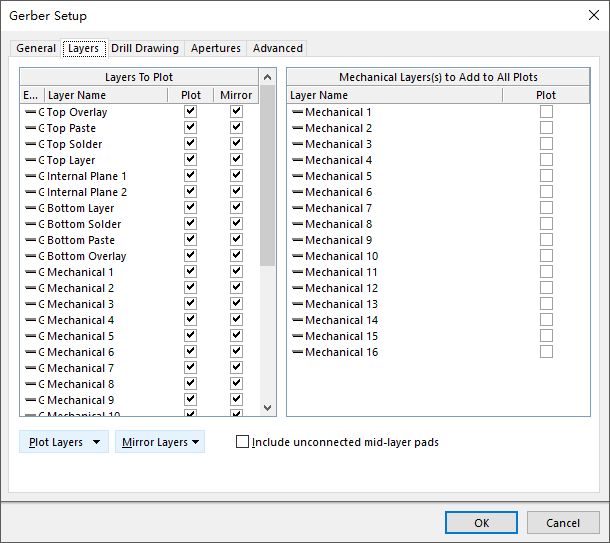 Gerber Setup
General Layers Drill Drawing Apertures Advanced
Layers To Plot
E... Layer Name Plot Mirror
G Top Overlay
G Top Paste
G Top Solder
G Top Layer
G Internal Plane 1
G Internal Plane 2
G Bottom Layer
G Bottom Solder
G Bottom Paste
G Bottom Overlay
G Mechanical 1
G Mechanical 2
G Mechanical 3
G Mechanical 4
G Mechanical 5
G Mechanical 6
G Mechanical 7
G Mechanical 8
G Mechanical 9
G Mechanical 10
Mechanical Layers(s) to Add to All Plots
Layer Name Plot
Mechanical 1
Mechanical 2
Mechanical 3
Mechanical 4
Mechanical 5
Mechanical 6
Mechanical 7
Mechanical 8
Mechanical 9
Mechanical 10
Mechanical 11
Mechanical 12
Mechanical 13
Mechanical 14
Mechanical 15
Mechanical 16
Plot Layers Mirror Layers Include unconnected mid-layer pads
OK Cancel